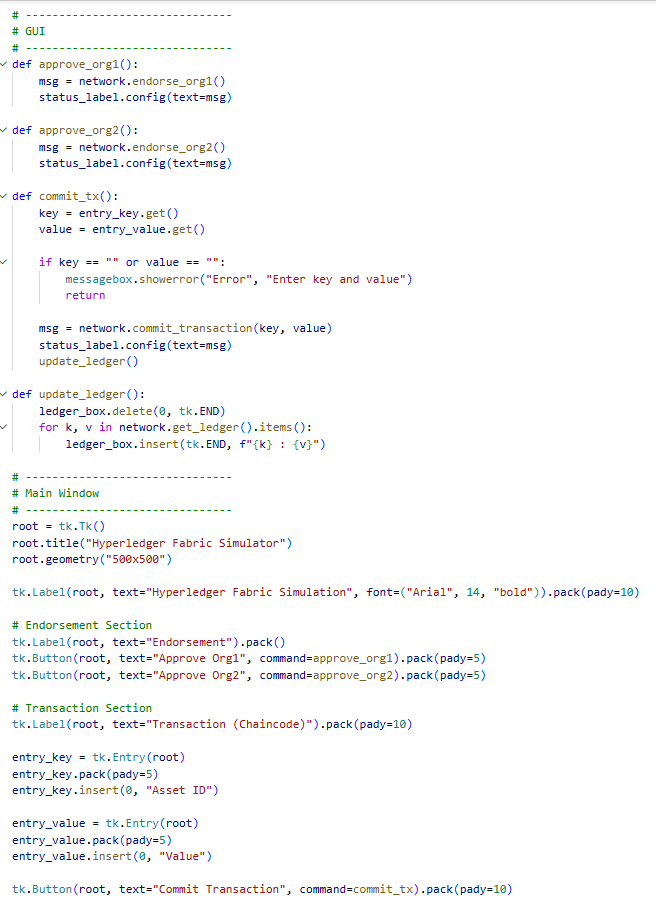 # -------------------------------
# GUI
# -------------------------------
def approve_org1():
    msg = network.endorse_org1()
    status_label.config(text=msg)

def approve_org2():
    msg = network.endorse_org2()
    status_label.config(text=msg)

def commit_tx():
    key = entry_key.get()
    value = entry_value.get()

    if key == "" or value == "":
        messagebox.showerror("Error", "Enter key and value")
        return

    msg = network.commit_transaction(key, value)
    status_label.config(text=msg)
    update_ledger()

def update_ledger():
    ledger_box.delete(0, tk.END)
    for k, v in network.get_ledger().items():
        ledger_box.insert(tk.END, f"{k} : {v}")

# -------------------------------
# Main Window
# -------------------------------
root = tk.Tk()
root.title("Hyperledger Fabric Simulator")
root.geometry("500x500")

tk.Label(root, text="Hyperledger Fabric Simulation", font=("Arial", 14, "bold")).pack(pady=10)

# Endorsement Section
tk.Label(root, text="Endorsement").pack()
tk.Button(root, text="Approve Org1", command=approve_org1).pack(pady=5)
tk.Button(root, text="Approve Org2", command=approve_org2).pack(pady=5)

# Transaction Section
tk.Label(root, text="Transaction (Chaincode)").pack(pady=10)

entry_key = tk.Entry(root)
entry_key.pack(pady=5)
entry_key.insert(0, "Asset ID")

entry_value = tk.Entry(root)
entry_value.pack(pady=5)
entry_value.insert(0, "Value")

tk.Button(root, text="Commit Transaction", command=commit_tx).pack(pady=10)